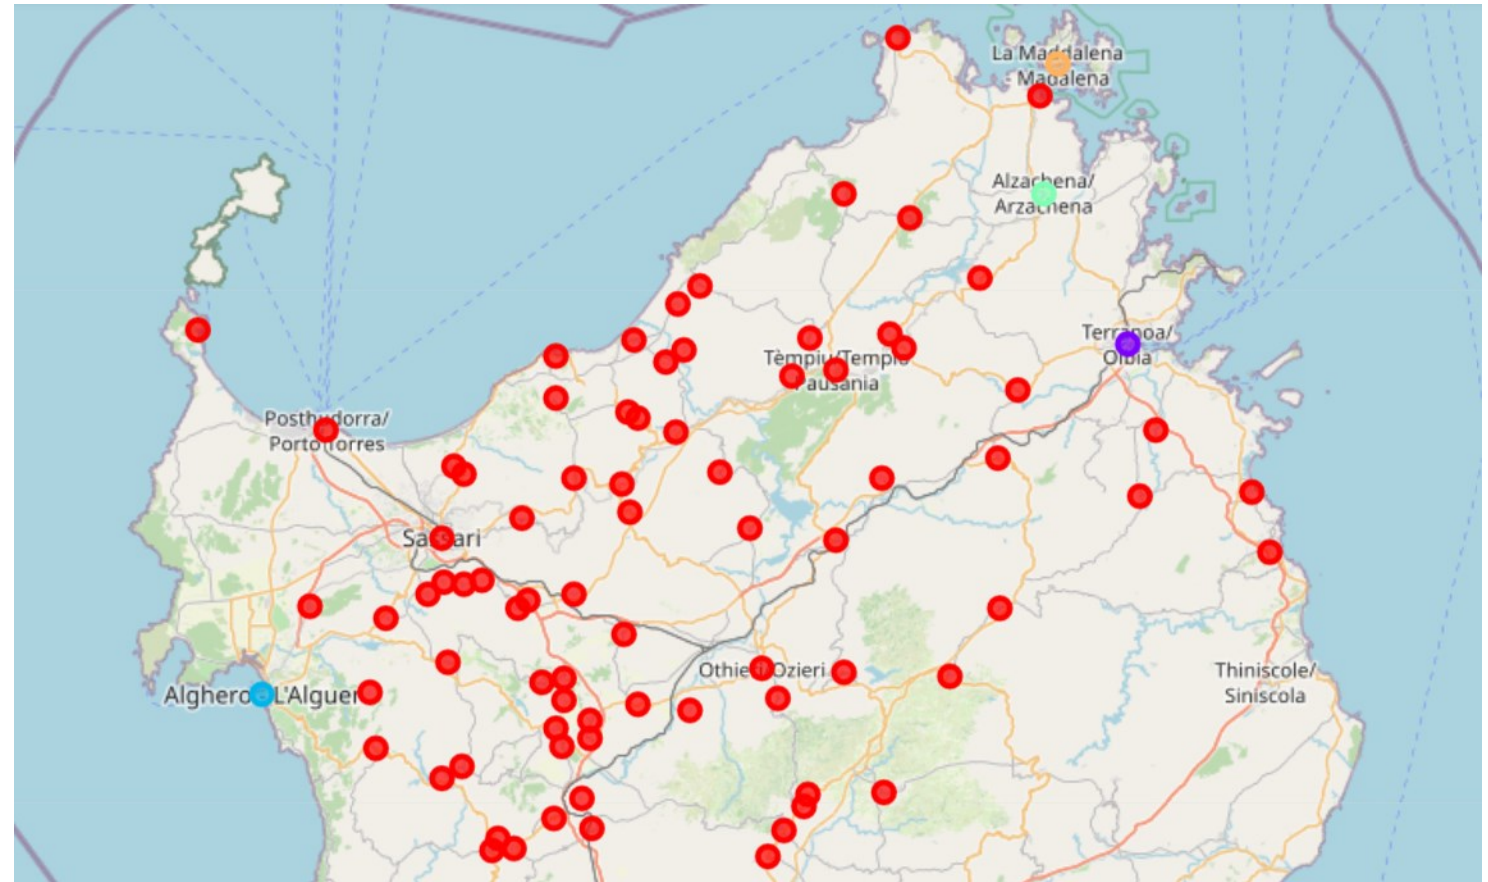 La Maddalena
Madalena
Alzachena/
Arzachena
Terranoa/
Olbia
Tèmpiu/Tempio
Pausania
Posthudorra/
Porto Torres
Sassari
Othieri/Ozieri
Thiniscole/
Siniscola
Alghero - L'Alguer